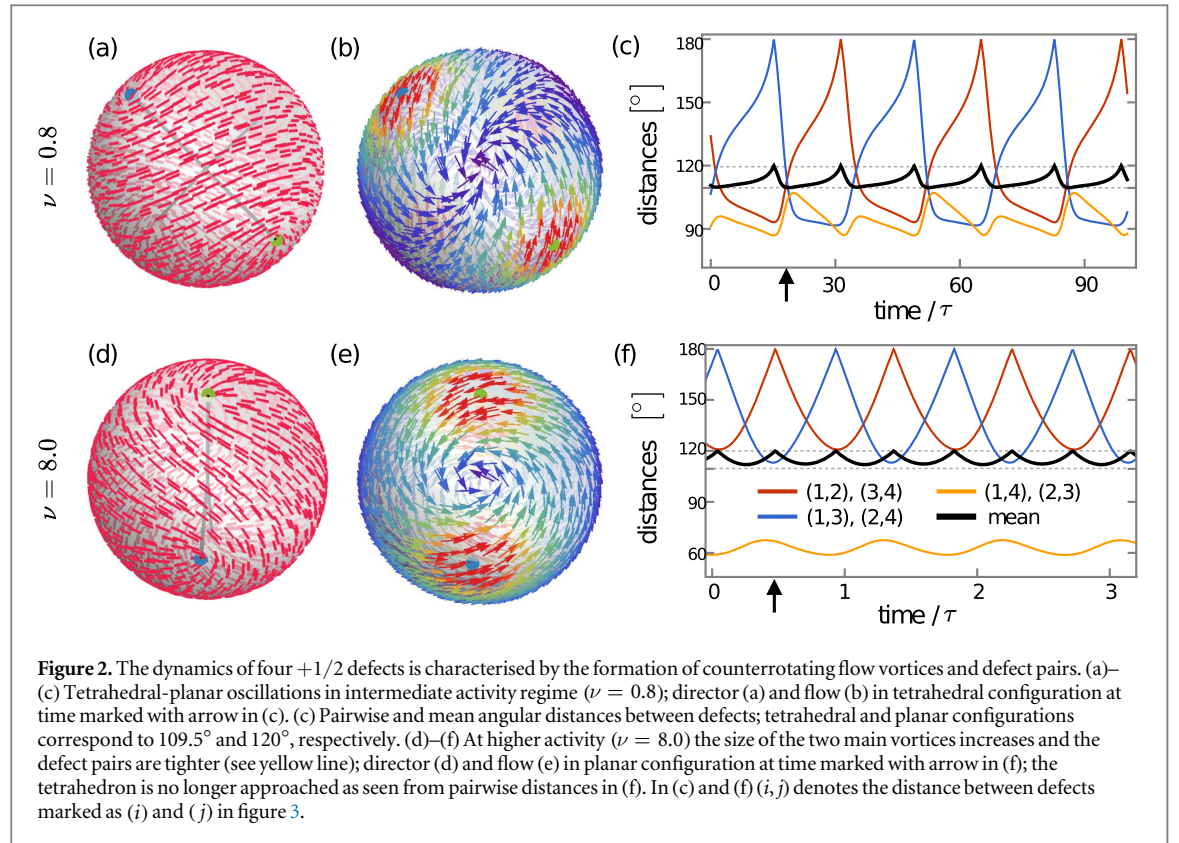 (a)
(b)
(c)
ν = 0.8
distances [°]
180
150
120
90
0
30
60
90
time / τ
(d)
(e)
(f)
ν = 8.0
distances [°]
180
150
120
90
60
(1,2), (3,4)
(1,4), (2,3)
(1,3), (2,4)
mean
0
1
2
3
time / τ
Figure 2. The dynamics of four +1/2 defects is characterised by the formation of counterrotating flow vortices and defect pairs. (a)–
(c) Tetrahedral-planar oscillations in intermediate activity regime (ν = 0.8); director (a) and flow (b) in tetrahedral configuration at
time marked with arrow in (c). (c) Pairwise and mean angular distances between defects; tetrahedral and planar configurations
correspond to 109.5° and 120°, respectively. (d)–(f) At higher activity (ν = 8.0) the size of the two main vortices increases and the
defect pairs are tighter (see yellow line); director (d) and flow (e) in planar configuration at time marked with arrow in (f); the
tetrahedron is no longer approached as seen from pairwise distances in (f). In (c) and (f) (i, j) denotes the distance between defects
marked as (i) and (j) in figure 3.